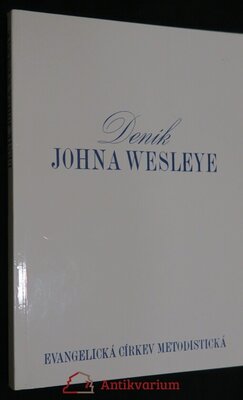 Deník
JOHNA WESLEYE
EVANGELICKÁ CÍRKEV METODISTICKÁ
Antikvarium